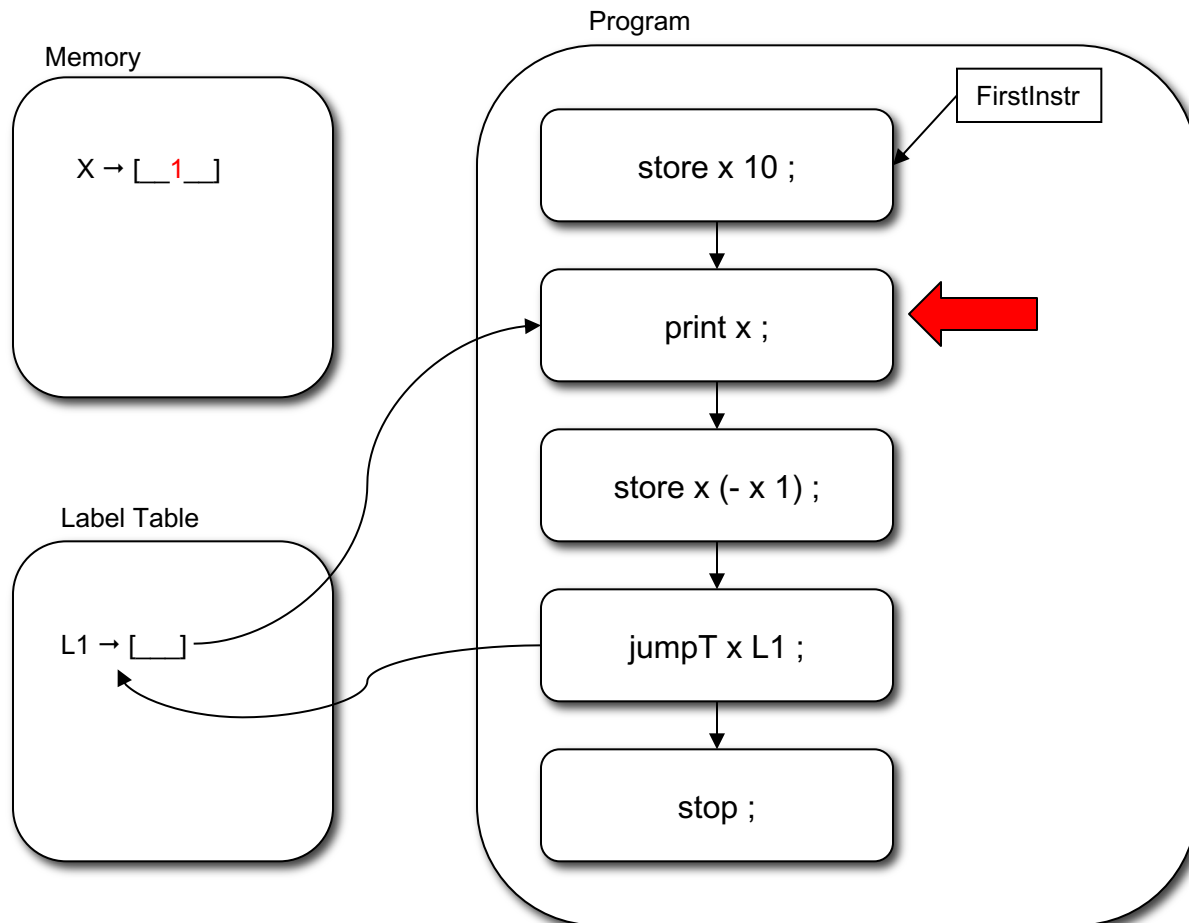 Program
Memory
FirstInstr
X → [__1__]
store x 10 ;
print x ;
store x (- x 1) ;
Label Table
L1 → [___]
jumpT x L1 ;
stop ;